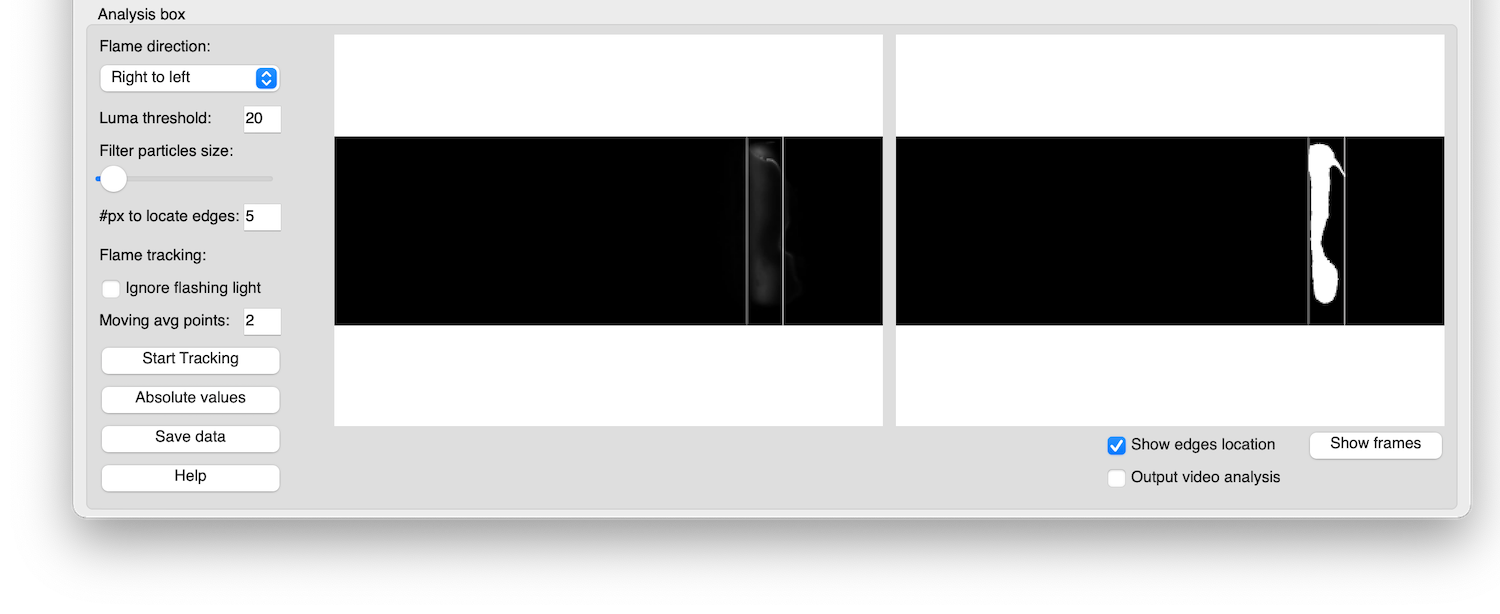 Analysis box
Flame direction:
Right to left
Luma threshold: 20
Filter particles size:
#px to locate edges: 5
Flame tracking:
Ignore flashing light
Moving avg points: 2
Start Tracking
Absolute values
Save data
Help
Show edges location
Show frames
Output video analysis